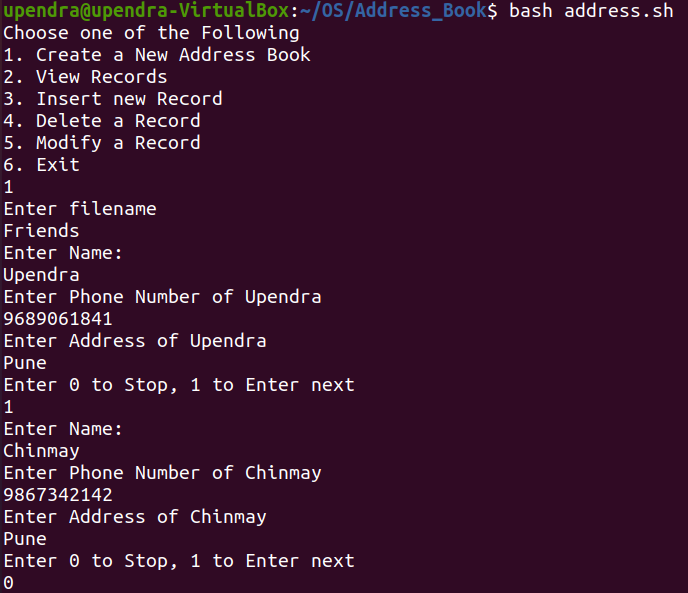 upendra@upendra-VirtualBox:~/OS/Address_Book$ bash address.sh
Choose one of the Following
1. Create a New Address Book
2. View Records
3. Insert new Record
4. Delete a Record
5. Modify a Record
6. Exit
1
Enter filename
Friends
Enter Name:
Upendra
Enter Phone Number of Upendra
9689061841
Enter Address of Upendra
Pune
Enter 0 to Stop, 1 to Enter next
1
Enter Name:
Chinmay
Enter Phone Number of Chinmay
9867342142
Enter Address of Chinmay
Pune
Enter 0 to Stop, 1 to Enter next
0